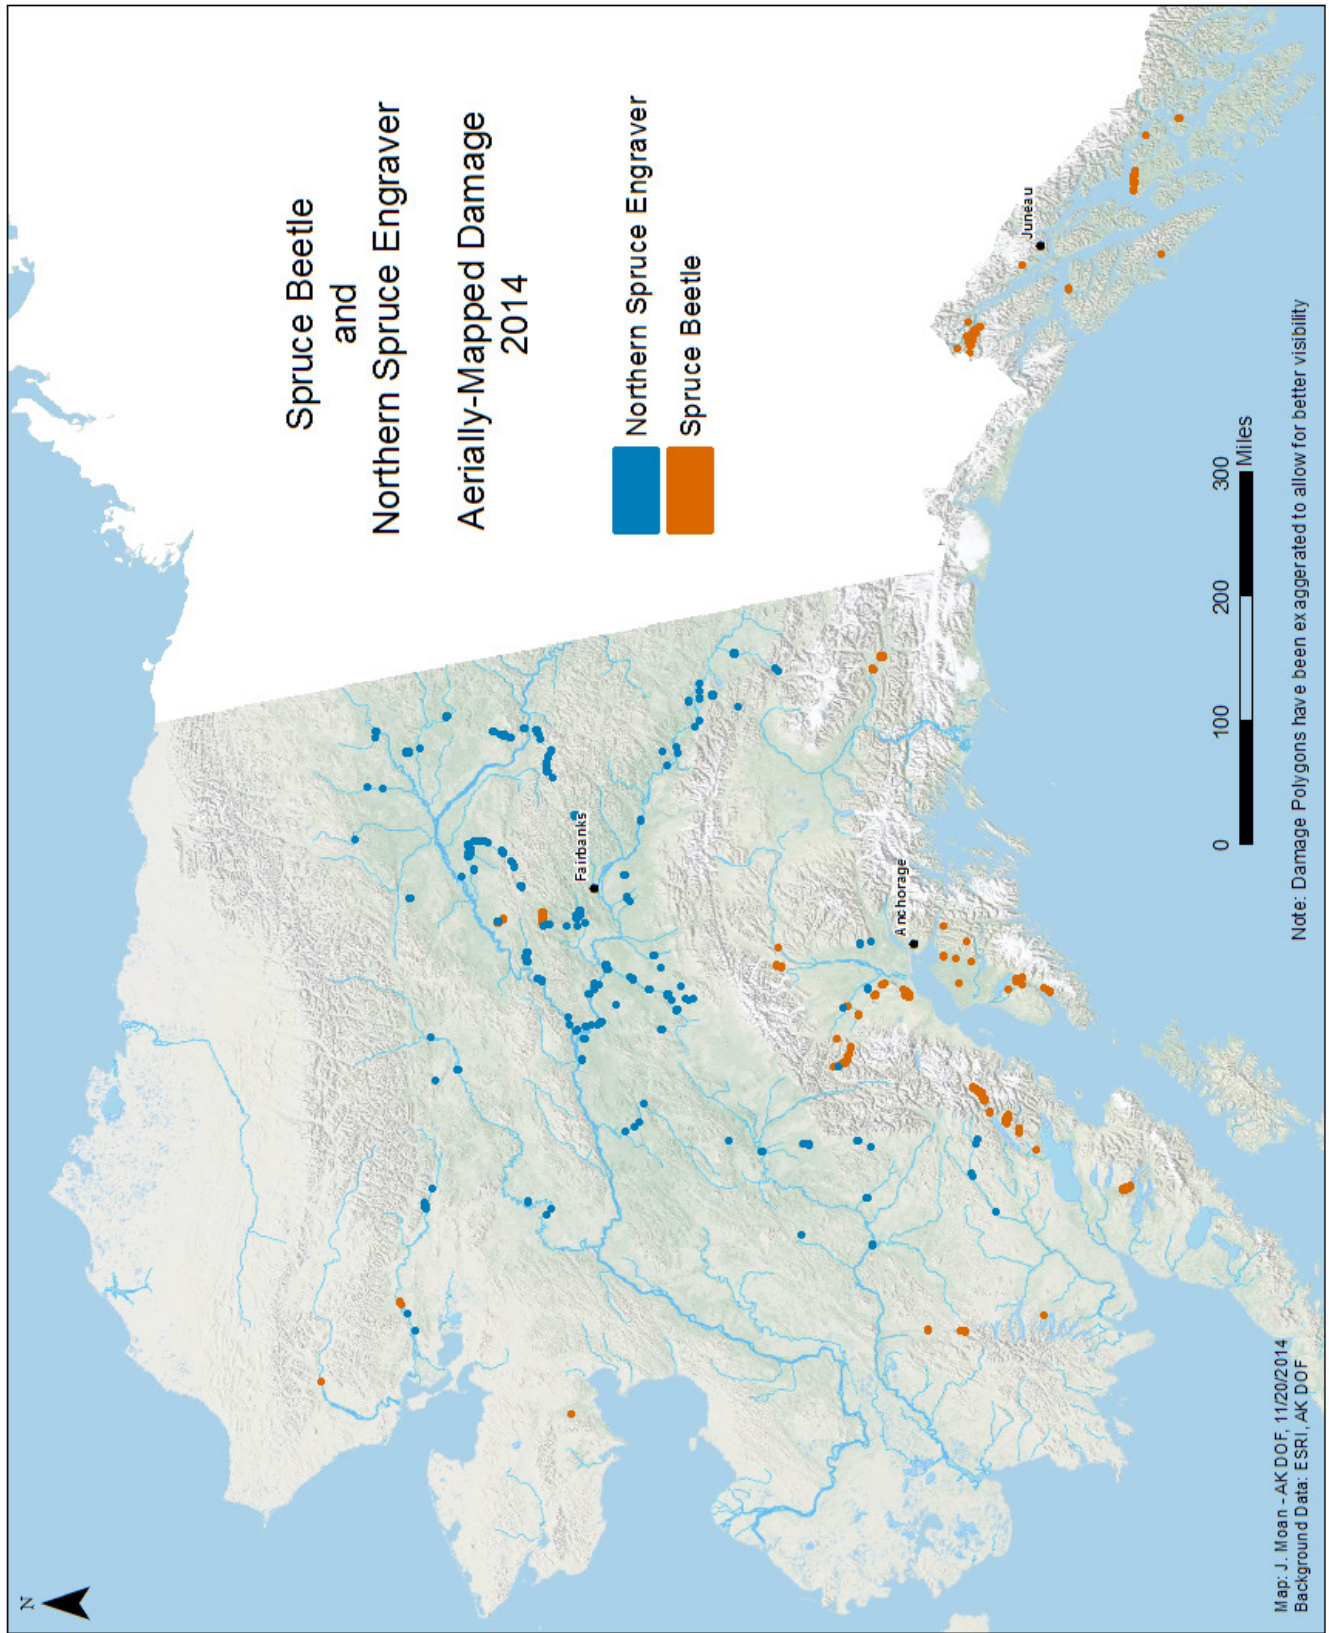 N
Spruce Beetle
and
Northern Spruce Engraver
Aerially-Mapped Damage
2014
Northern Spruce Engraver
Spruce Beetle
Fairbanks
Anchorage
Juneau
0 100 200 300
Miles
Map: J. Moan - AK DOF, 11/20/2014
Background Data: ESRI, AK DOF
Note: Damage Polygons have been exaggerated to allow for better visibility